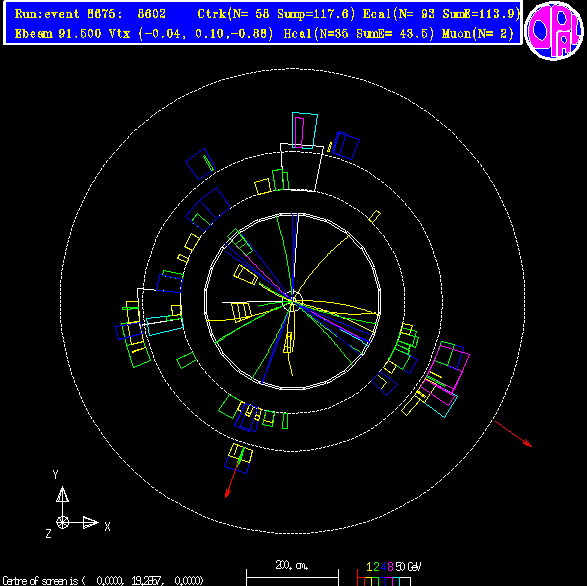 Run:event 8675: 8602 Ctrk(N= 58 Sump=117.6) Ecal(N= 93 SumE=113.9)
Ebeam 91.500 Vtx (-0.04, 0.10,-0.88) Hcal(N=35 SumE= 43.5) Muon(N= 2)
OPAL
Y
X
Z
200. cm.
1 2 4 8 50 GeV
Centre of screen is ( 0.0000, 19.2857, 0.0000)